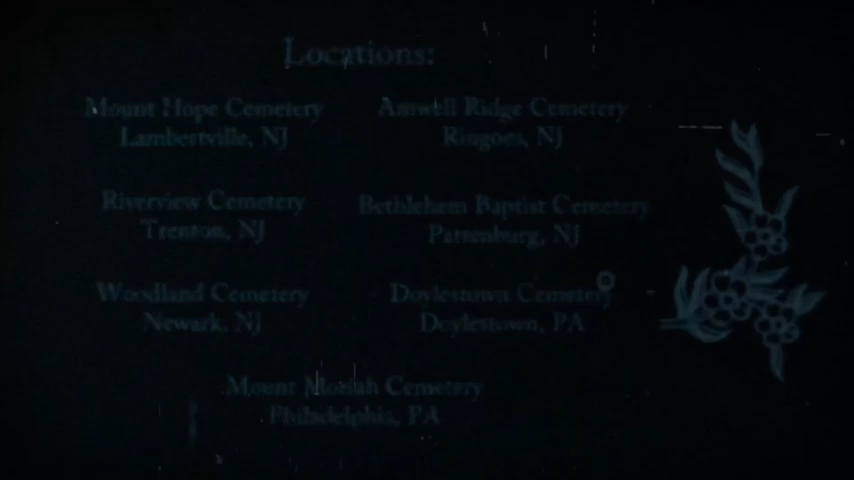 Locations:
Mount Hope Cemetery
Lambertville, NJ
Amwell Ridge Cemetery
Ringoes, NJ
Riverview Cemetery
Trenton, NJ
Bethlehem Baptist Cemetery
Pattenburg, NJ
Woodland Cemetery
Newark, NJ
Doylestown Cemetery
Doylestown, PA
Mount Moriah Cemetery
Philadelphia, PA